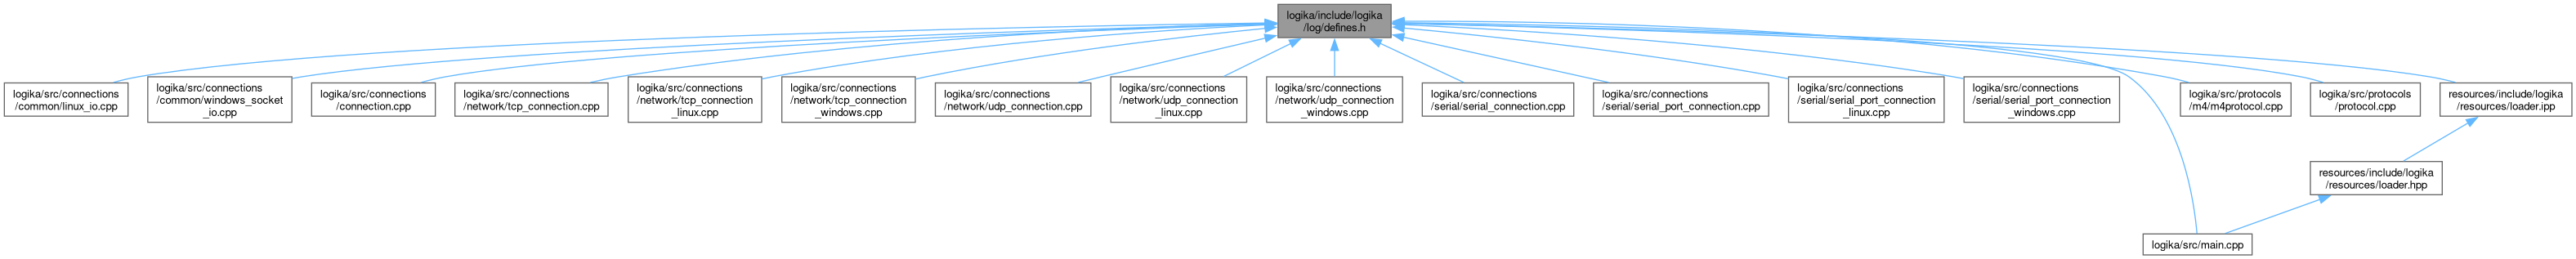 logika/include/logika
/log/defines.h
logika/src/connections
/common/linux_io.cpp
logika/src/connections
/common/windows_socket
_io.cpp
logika/src/connections
/connection.cpp
logika/src/connections
/network/tcp_connection.cpp
logika/src/connections
/network/tcp_connection
_linux.cpp
logika/src/connections
/network/tcp_connection
_windows.cpp
logika/src/connections
/network/udp_connection.cpp
logika/src/connections
/network/udp_connection
_linux.cpp
logika/src/connections
/network/udp_connection
_windows.cpp
logika/src/connections
/serial/serial_connection.cpp
logika/src/connections
/serial/serial_port_connection.cpp
logika/src/connections
/serial/serial_port_connection
_linux.cpp
logika/src/connections
/serial/serial_port_connection
_windows.cpp
logika/src/protocols
/m4/m4protocol.cpp
logika/src/protocols
/protocol.cpp
resources/include/logika
/resources/loader.ipp
resources/include/logika
/resources/loader.hpp
logika/src/main.cpp